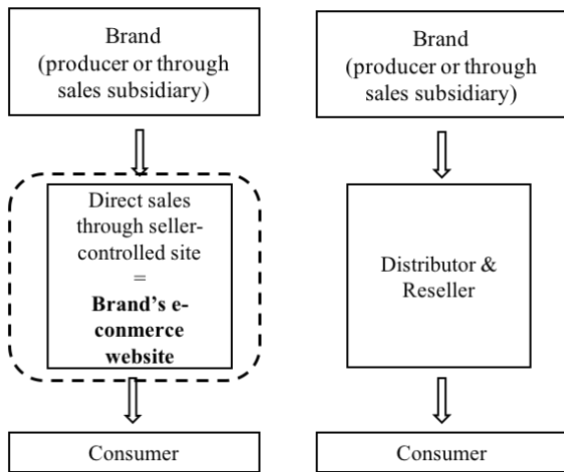 Brand
(producer or through
sales subsidiary)
Direct sales
through seller-
controlled site
=
Brand's e-
conmerce
website
Consumer
Brand
(producer or through
sales subsidiary)
Distributor &
Reseller
Consumer